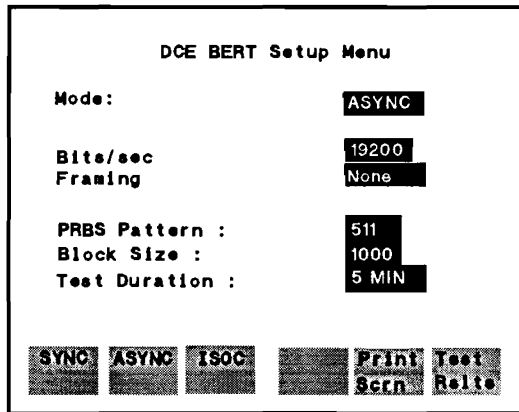 DCE BERT Setup Menu
Mode: ASYNC
Bits/sec 19200
Framing None
PRBS Pattern : 511
Block Size : 1000
Test Duration : 5 MIN
SYNC ASYNC ISOC Print Test
Scrn Rslts